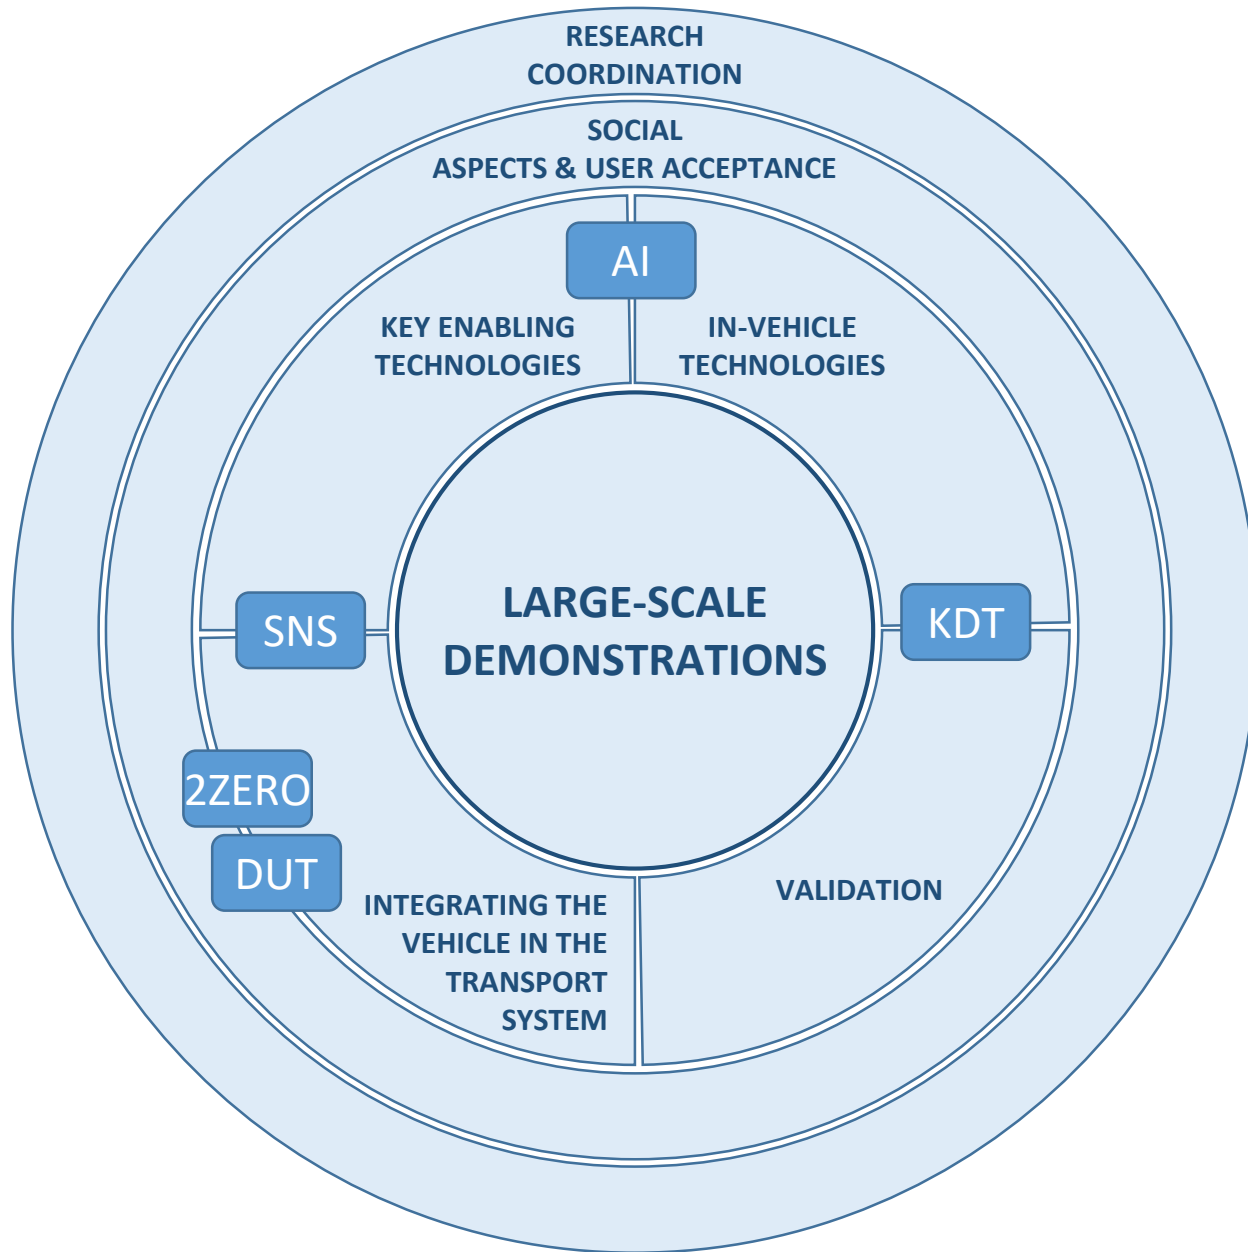 RESEARCH
COORDINATION
SOCIAL
ASPECTS & USER ACCEPTANCE
AI
KEY ENABLING
TECHNOLOGIES
IN-VEHICLE
TECHNOLOGIES
SNS
LARGE-SCALE
DEMONSTRATIONS
KDT
2ZERO
DUT
INTEGRATING THE
VEHICLE IN THE
TRANSPORT
SYSTEM
VALIDATION